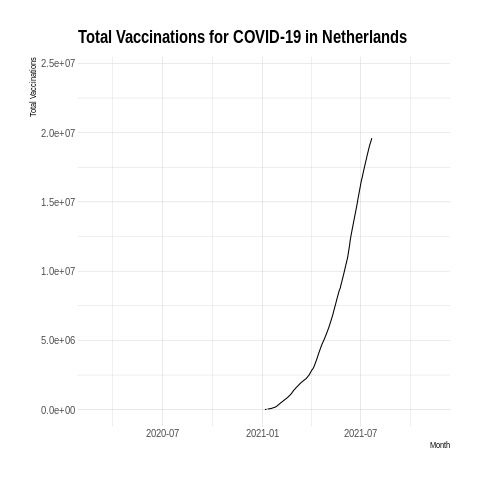 Total Vaccinations for COVID-19 in Netherlands
Total Vaccinations
2.5e+07
2.0e+07
1.5e+07
1.0e+07
5.0e+06
0.0e+00
2020-07 2021-01 2021-07
Month